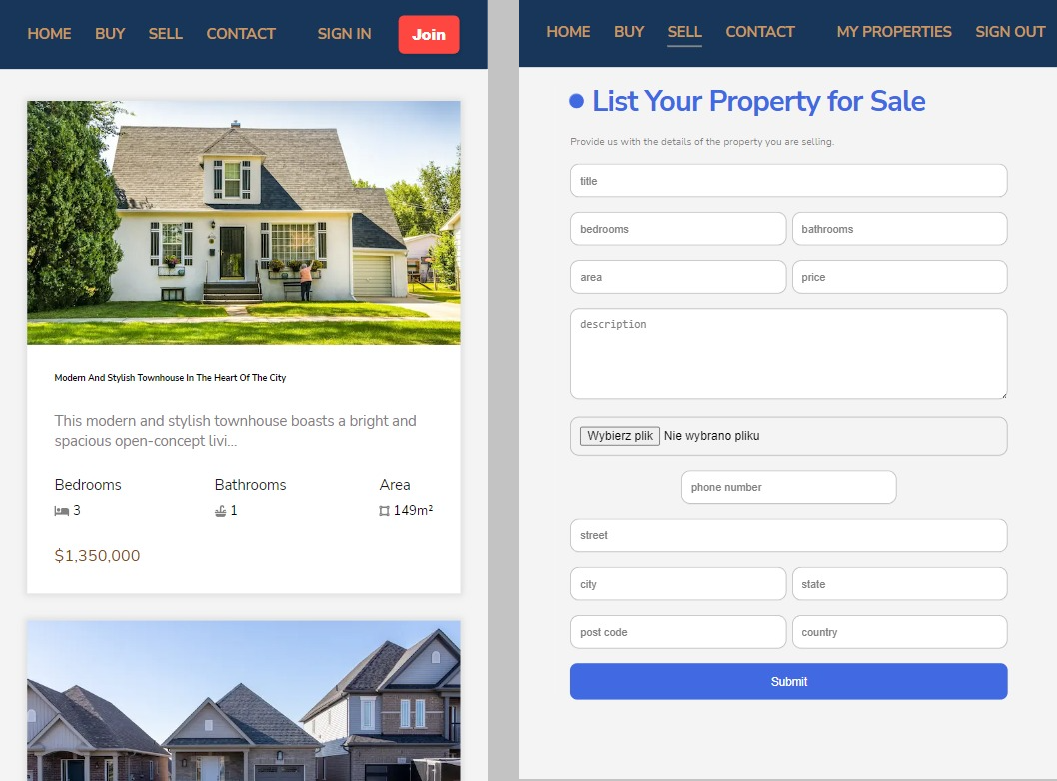 HOME BUY SELL CONTACT SIGN IN Join
Modern And Stylish Townhouse In The Heart Of The City
This modern and stylish townhouse boasts a bright and
spacious open-concept livi...
Bedrooms Bathrooms Area
3 1 149m²
$1,350,000
HOME BUY SELL CONTACT MY PROPERTIES SIGN OUT
List Your Property for Sale
Provide us with the details of the property you are selling.
title
bedrooms bathrooms
area price
description
Wybierz plik Nie wybrano pliku
phone number
street
city state
post code country
Submit